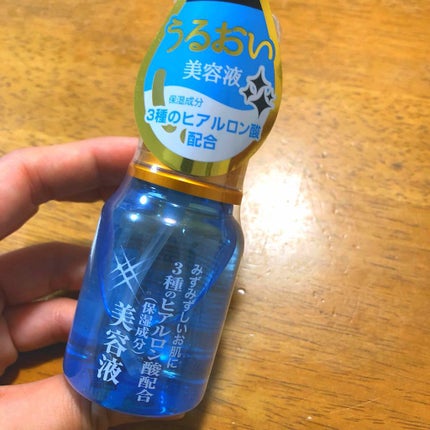 うるおい
美容液
保湿成分
3種のヒアルロン酸
配合
みずみずしいお肌に
3種のヒアルロン酸配合
(保湿成分)
美容液